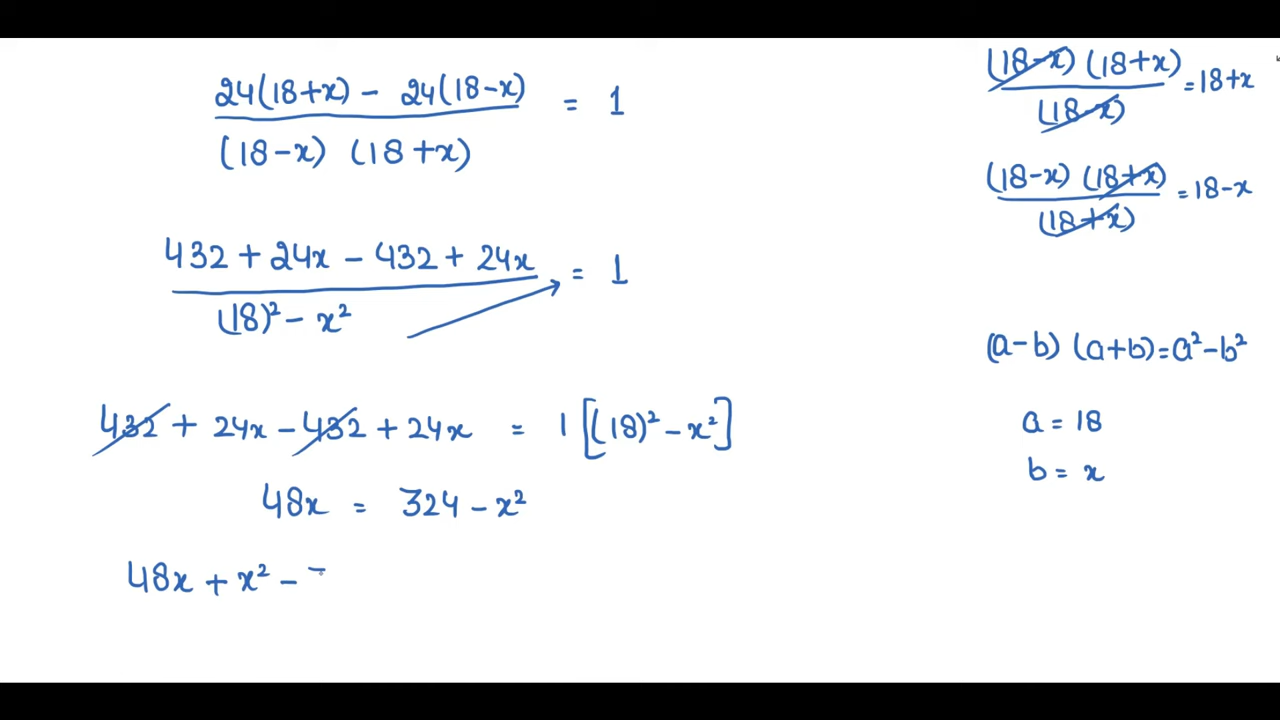 24(18+x) - 24(18-x) / (18-x) (18+x) = 1
432 + 24x - 432 + 24x / (18)² - x² = 1
432 + 24x - 432 + 24x = 1 [(18)² - x²]
48x = 324 - x²
48x + x² -
(18-x) (18+x) / (18-x) = 18+x
(18-x) (18+x) / (18+x) = 18-x
(a-b) (a+b) = a² - b²
a = 18
b = x